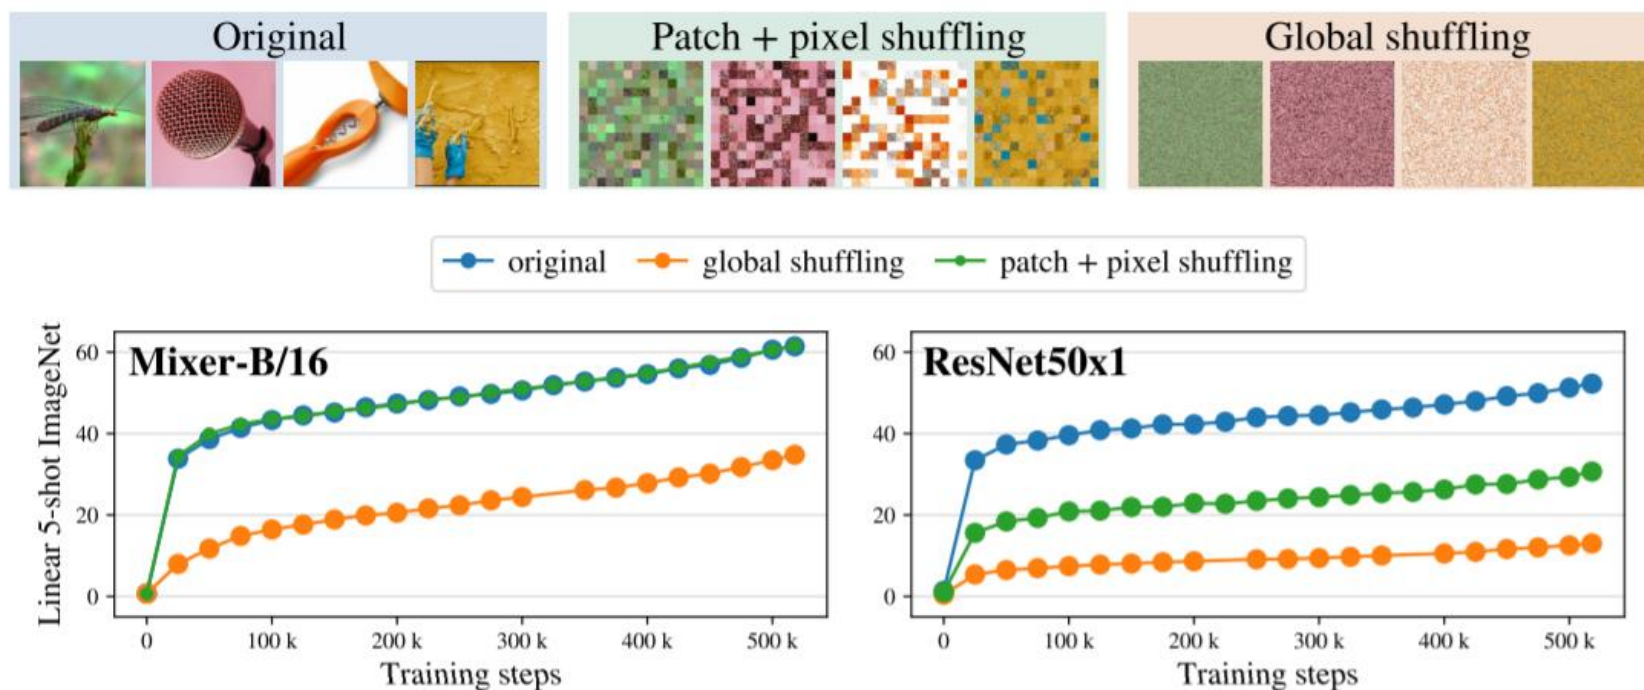 Original
Patch + pixel shuffling
Global shuffling
original
global shuffling
patch + pixel shuffling
Linear 5-shot ImageNet
Mixer-B/16
60
40
20
0
0
100 k
200 k
300 k
400 k
500 k
Training steps
ResNet50x1
60
40
20
0
0
100 k
200 k
300 k
400 k
500 k
Training steps